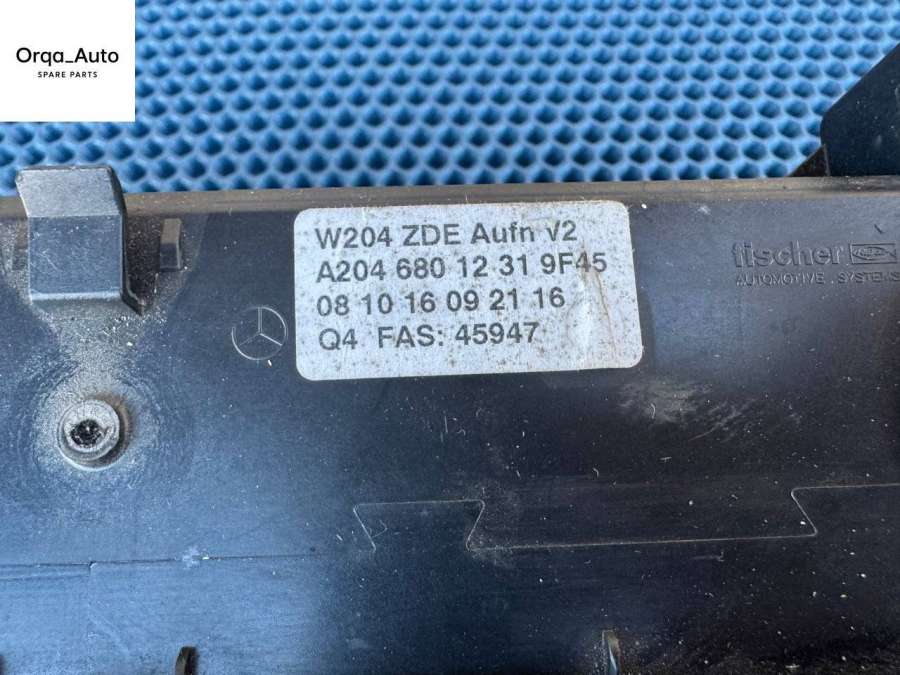 Orqa_Auto
SPARE PARTS
W204 ZDE Aufn V2
A204 680 12 31 9F45
08 10 16 09 21 16
Q4 FAS: 45947
fischer
AUTOMOTIVE SYSTEMS